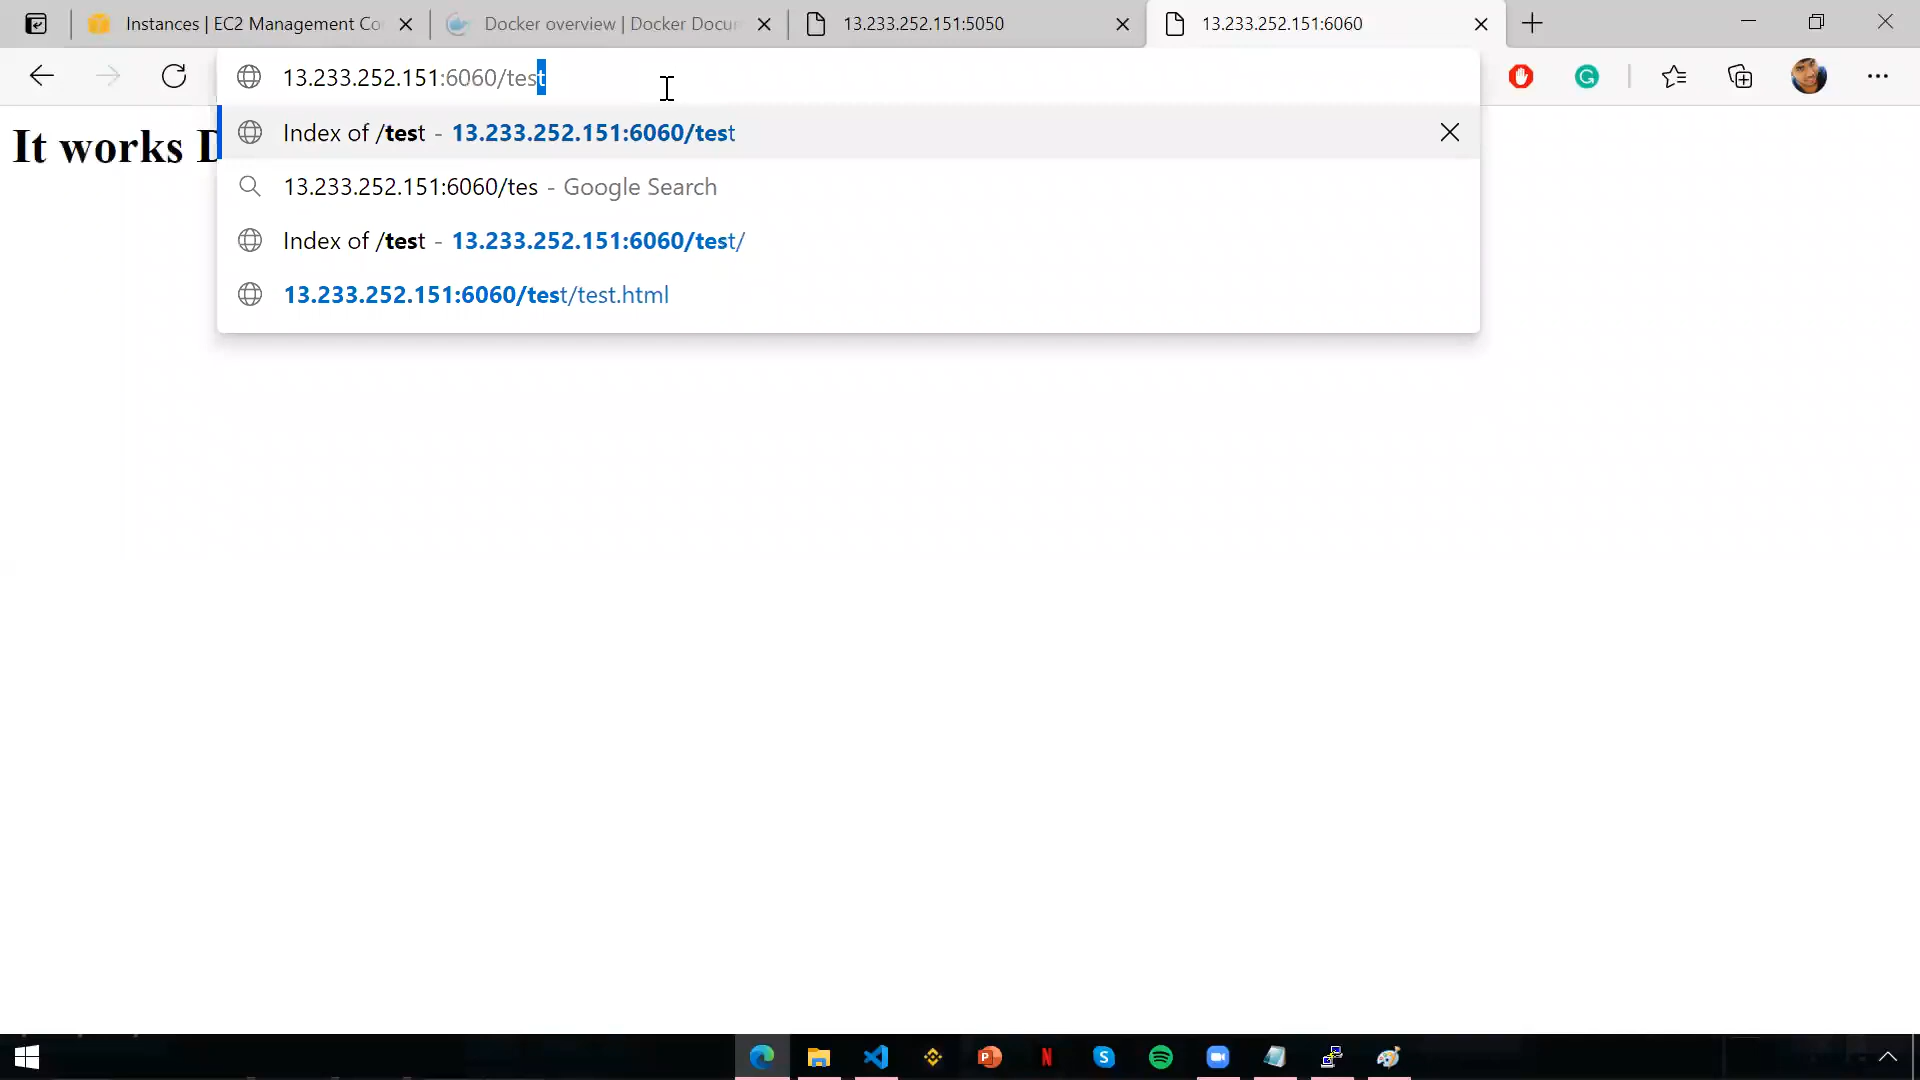 Instances | EC2 Management Co
Docker overview | Docker Docu
13.233.252.151:5050
13.233.252.151:6060
13.233.252.151:6060/test
It works D
Index of /test - 13.233.252.151:6060/test
13.233.252.151:6060/tes - Google Search
Index of /test - 13.233.252.151:6060/test/
13.233.252.151:6060/test/test.html